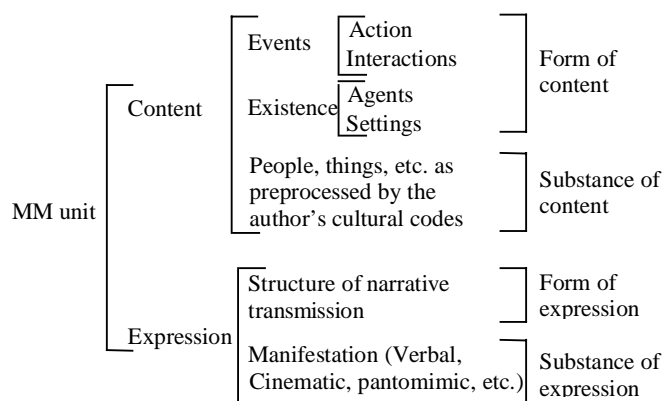 Events
Action
Interactions
Form of
content
Content
Existence
Agents
Settings
People, things, etc. as
preprocessed by the
author’s cultural codes
Substance of
content
MM unit
Structure of narrative
transmission
Form of
expression
Expression
Manifestation (Verbal,
Cinematic, pantomimic, etc.)
Substance of
expression